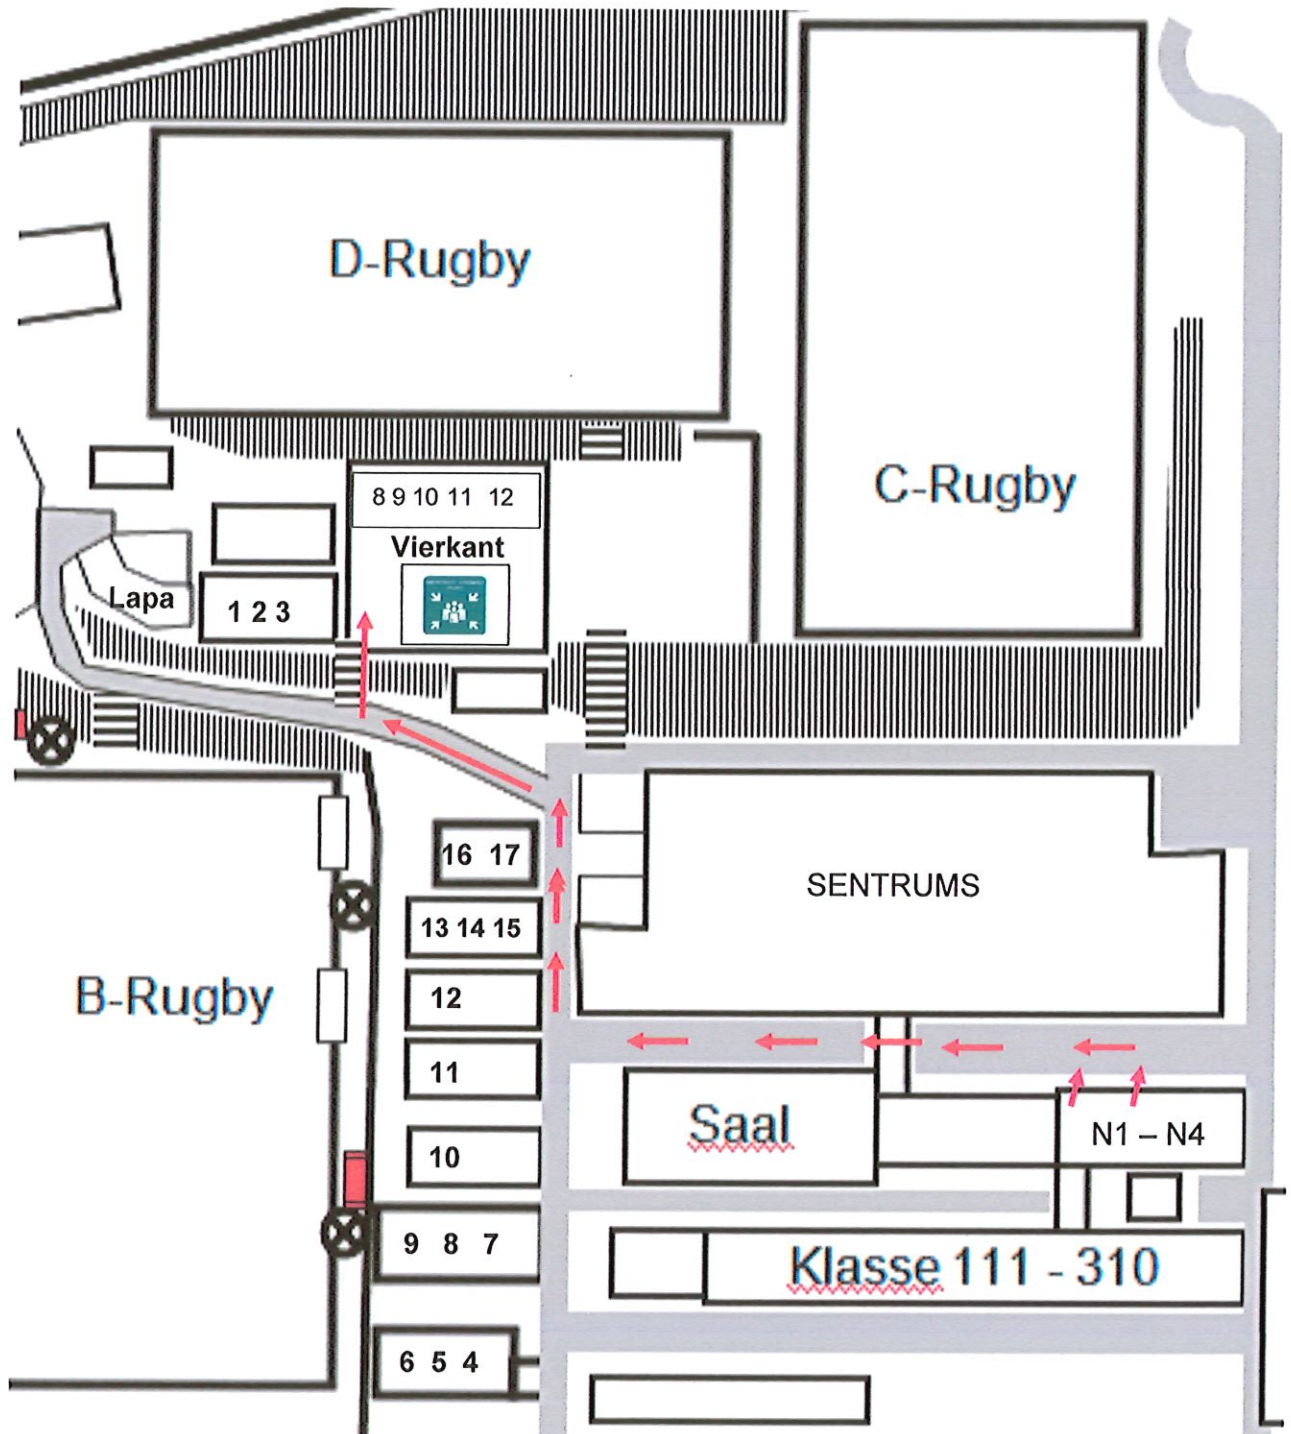 D-Rugby
C-Rugby
8 9 10 11 12
Vierkant
Lapa
1 2 3
16 17
SENTRUMS
13 14 15
B-Rugby
12
11
Saal
N1 – N4
10
9 8 7
Klasse 111 - 310
6 5 4